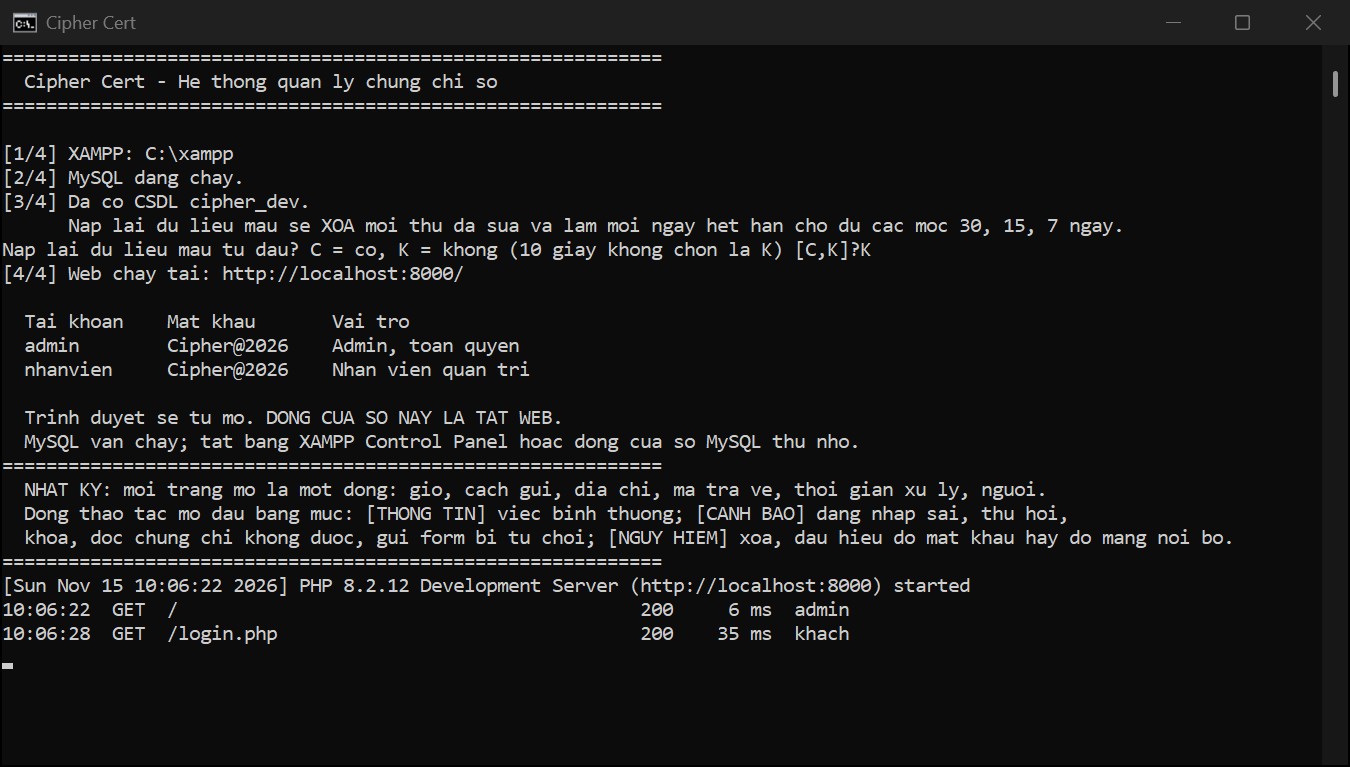 Cipher Cert
============================================================
Cipher Cert - He thong quan ly chung chi so
============================================================
[1/4] XAMPP: C:\xampp
[2/4] MySQL dang chay.
[3/4] Da co CSDL cipher_dev.
Nap lai du lieu mau se XOA moi thu da sua va lam moi ngay het han cho du cac moc 30, 15, 7 ngay.
Nap lai du lieu mau tu dau? C = co, K = khong (10 giay khong chon la K) [C,K]?K
[4/4] Web chay tai: http://localhost:8000/
Tai khoan    Mat khau       Vai tro
admin        Cipher@2026    Admin, toan quyen
nhanvien     Cipher@2026    Nhan vien quan tri
Trinh duyet se tu mo. DONG CUA SO NAY LA TAT WEB.
MySQL van chay; tat bang XAMPP Control Panel hoac dong cua so MySQL thu nho.
============================================================
NHAT KY: moi trang mo la mot dong: gio, cach gui, dia chi, ma tra ve, thoi gian xu ly, nguoi.
Dong thao tac mo dau bang muc: [THONG TIN] viec binh thuong; [CANH BAO] dang nhap sai, thu hoi,
khoa, doc chung chi khong duoc, gui form bi tu choi; [NGUY HIEM] xoa, dau hieu do mat khau hay do mang noi bo.
============================================================
[Sun Nov 15 10:06:22 2026] PHP 8.2.12 Development Server (http://localhost:8000) started
10:06:22  GET  /                                          200     6 ms  admin
10:06:28  GET  /login.php                                 200    35 ms  khach